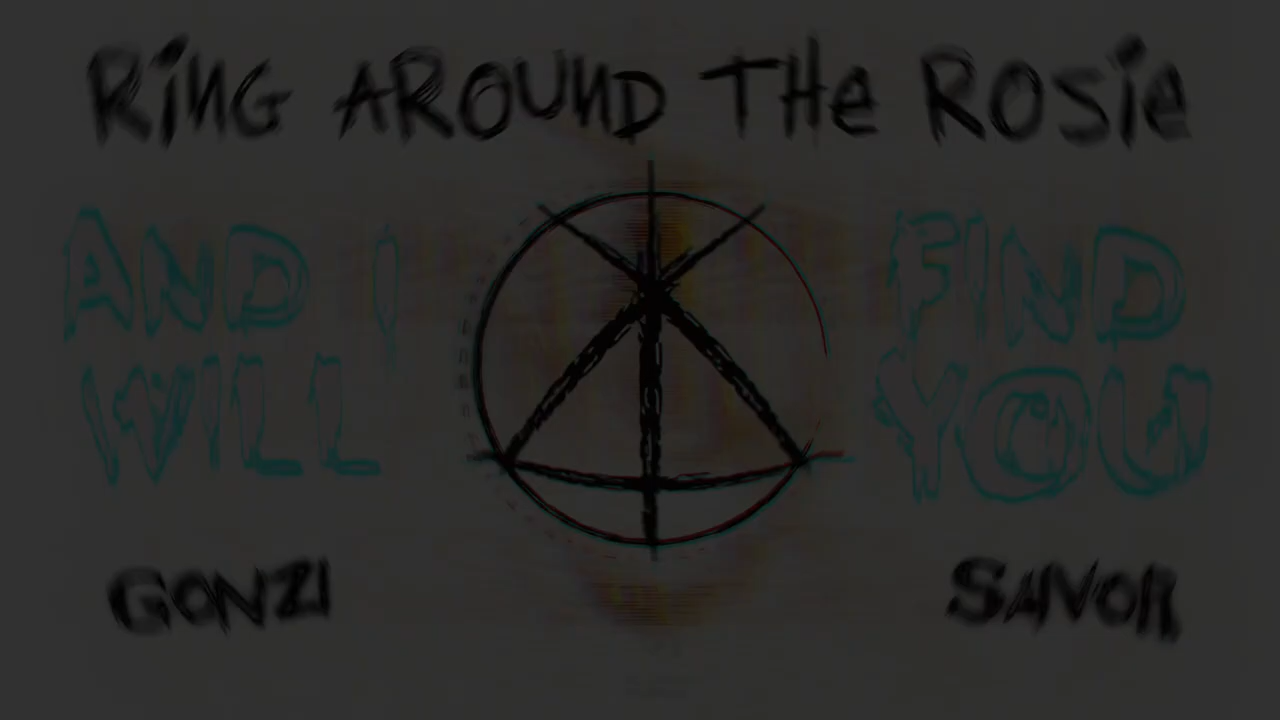 RiNG AROUND THe ROSie
AND I
WILL
FIND
YOU
GONZI
SAVOR